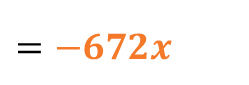 = −672x